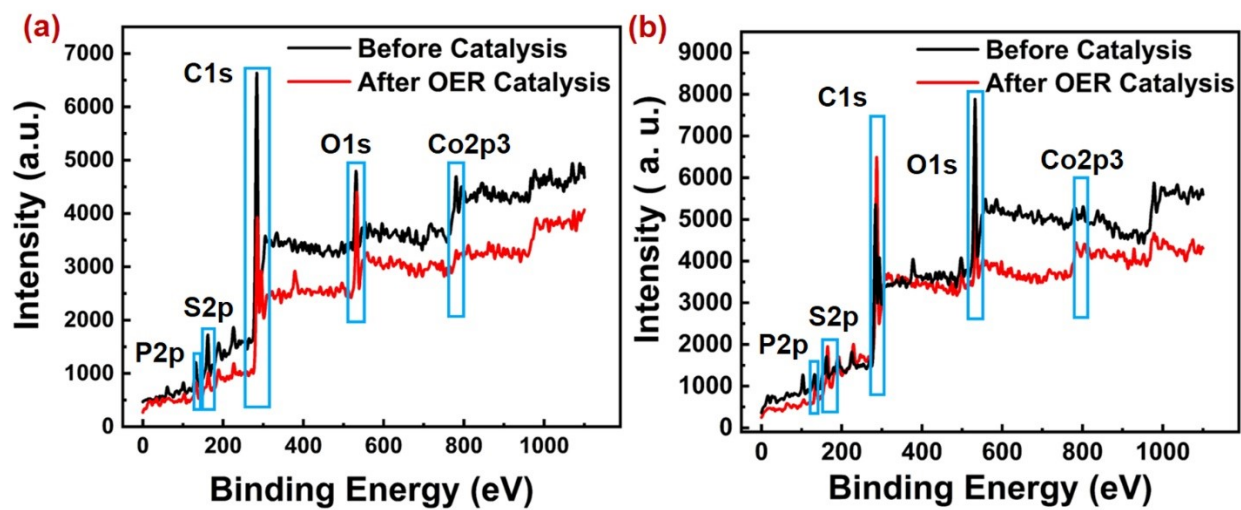 (a)
7000
6000
5000
4000
3000
2000
1000
0
Intensity (a.u.)
Before Catalysis
After OER Catalysis
C1s
O1s
Co2p3
S2p
P2p
0 200 400 600 800 1000
Binding Energy (eV)
(b)
9000
8000
7000
6000
5000
4000
3000
2000
1000
0
Intensity ( a. u.)
Before Catalysis
After OER Catalysis
C1s
O1s
Co2p3
S2p
P2p
0 200 400 600 800 1000
Binding Energy (eV)